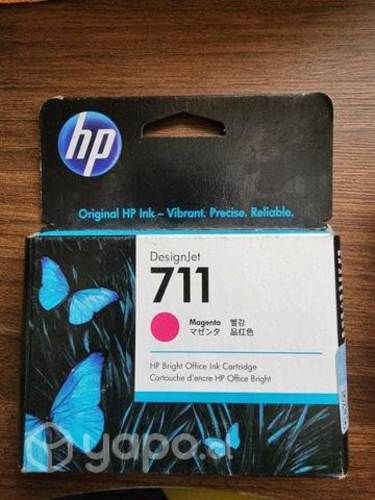 hp
Original HP Ink – Vibrant. Precise. Reliable.
DesignJet
711
Magenta 빨강
マゼンタ 品红色
HP Bright Office Ink Cartridge
Cartouche d'encre HP Office Bright
yapo.cl